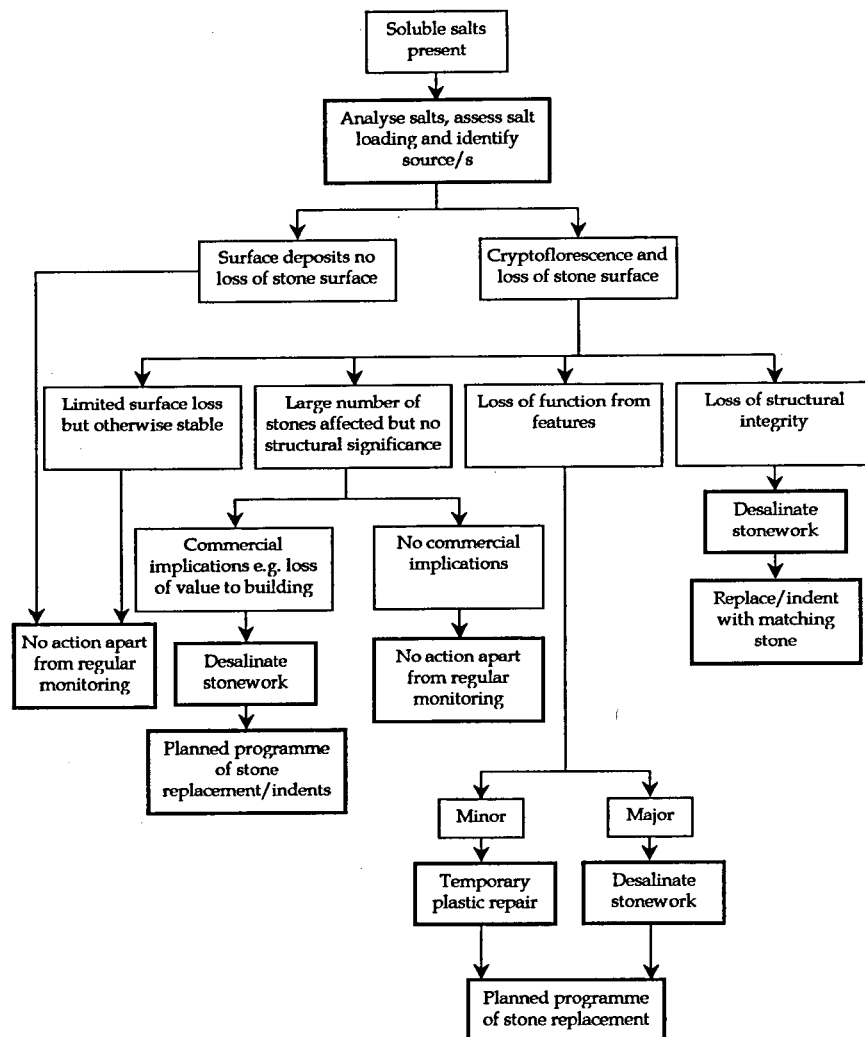 Soluble salts
present
Analyse salts, assess salt
loading and identify
source/s
Surface deposits no
loss of stone surface
Cryptoflorescence and
loss of stone surface
Limited surface loss
but otherwise stable
Large number of
stones affected but no
structural significance
Loss of function from
features
Loss of structural
integrity
Commercial
implications e.g. loss
of value to building
No commercial
implications
Desalinate
stonework
Replace/indent
with matching
stone
No action apart
from regular
monitoring
Desalinate
stonework
No action apart
from regular
monitoring
Planned programme
of stone
replacement/indents
Minor
Major
Temporary
plastic repair
Desalinate
stonework
Planned programme
of stone replacement